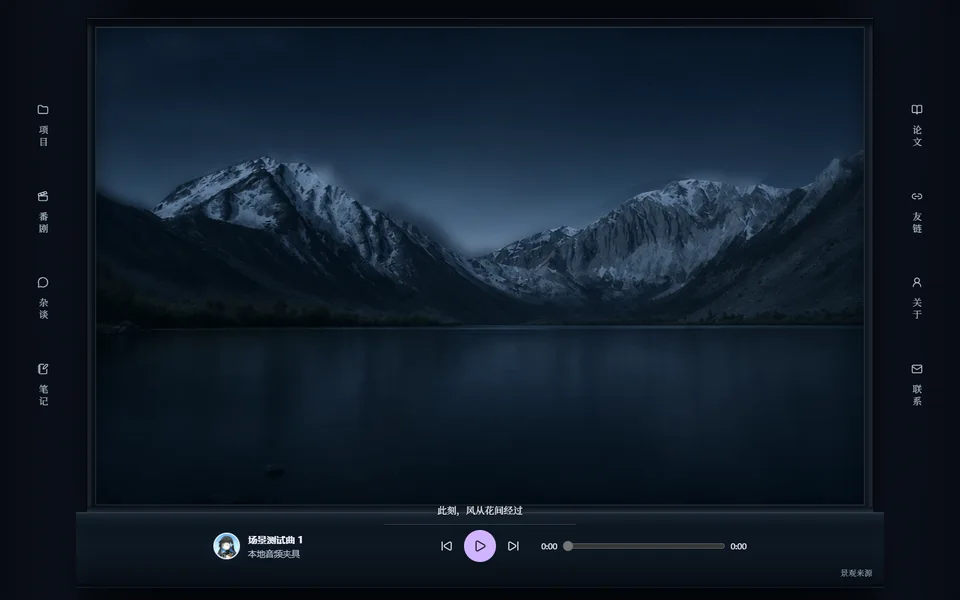 项目
番剧
杂谈
笔记
论文
友链
关于
联系
此刻，风从花间经过
场景测试曲 1
本地音频夹具
0:00
0:00
景观来源